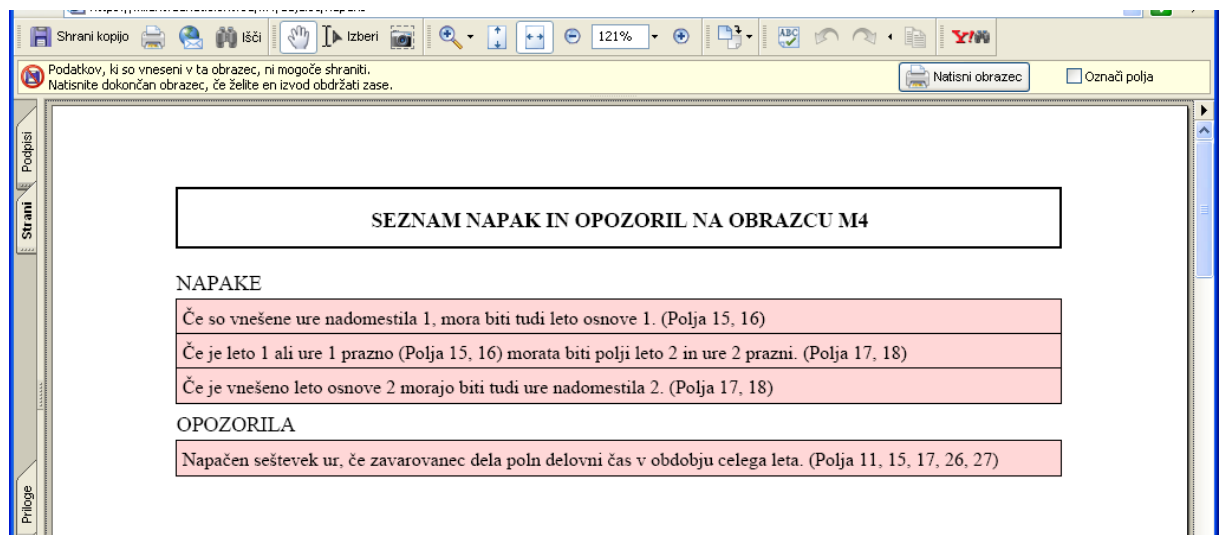 Shrani kopijo Išči Izberi 121% Y!
Podatkov, ki so vneseni v ta obrazec, ni mogoče shraniti.
Natisnite dokončan obrazec, če želite en izvod obdržati zase.
Natisni obrazec
Označi polja
Podpisi
Strani
Priloge
SEZNAM NAPAK IN OPOZORIL NA OBRAZCU M4
NAPAKE
Če so vnešene ure nadomestila 1, mora biti tudi leto osnove 1. (Polja 15, 16)
Če je leto 1 ali ure 1 prazno (Polja 15, 16) morata biti polji leto 2 in ure 2 prazni. (Polja 17, 18)
Če je vnešeno leto osnove 2 morajo biti tudi ure nadomestila 2. (Polja 17, 18)
OPOZORILA
Napačen seštevek ur, če zavarovanec dela poln delovni čas v obdobju celega leta. (Polja 11, 15, 17, 26, 27)